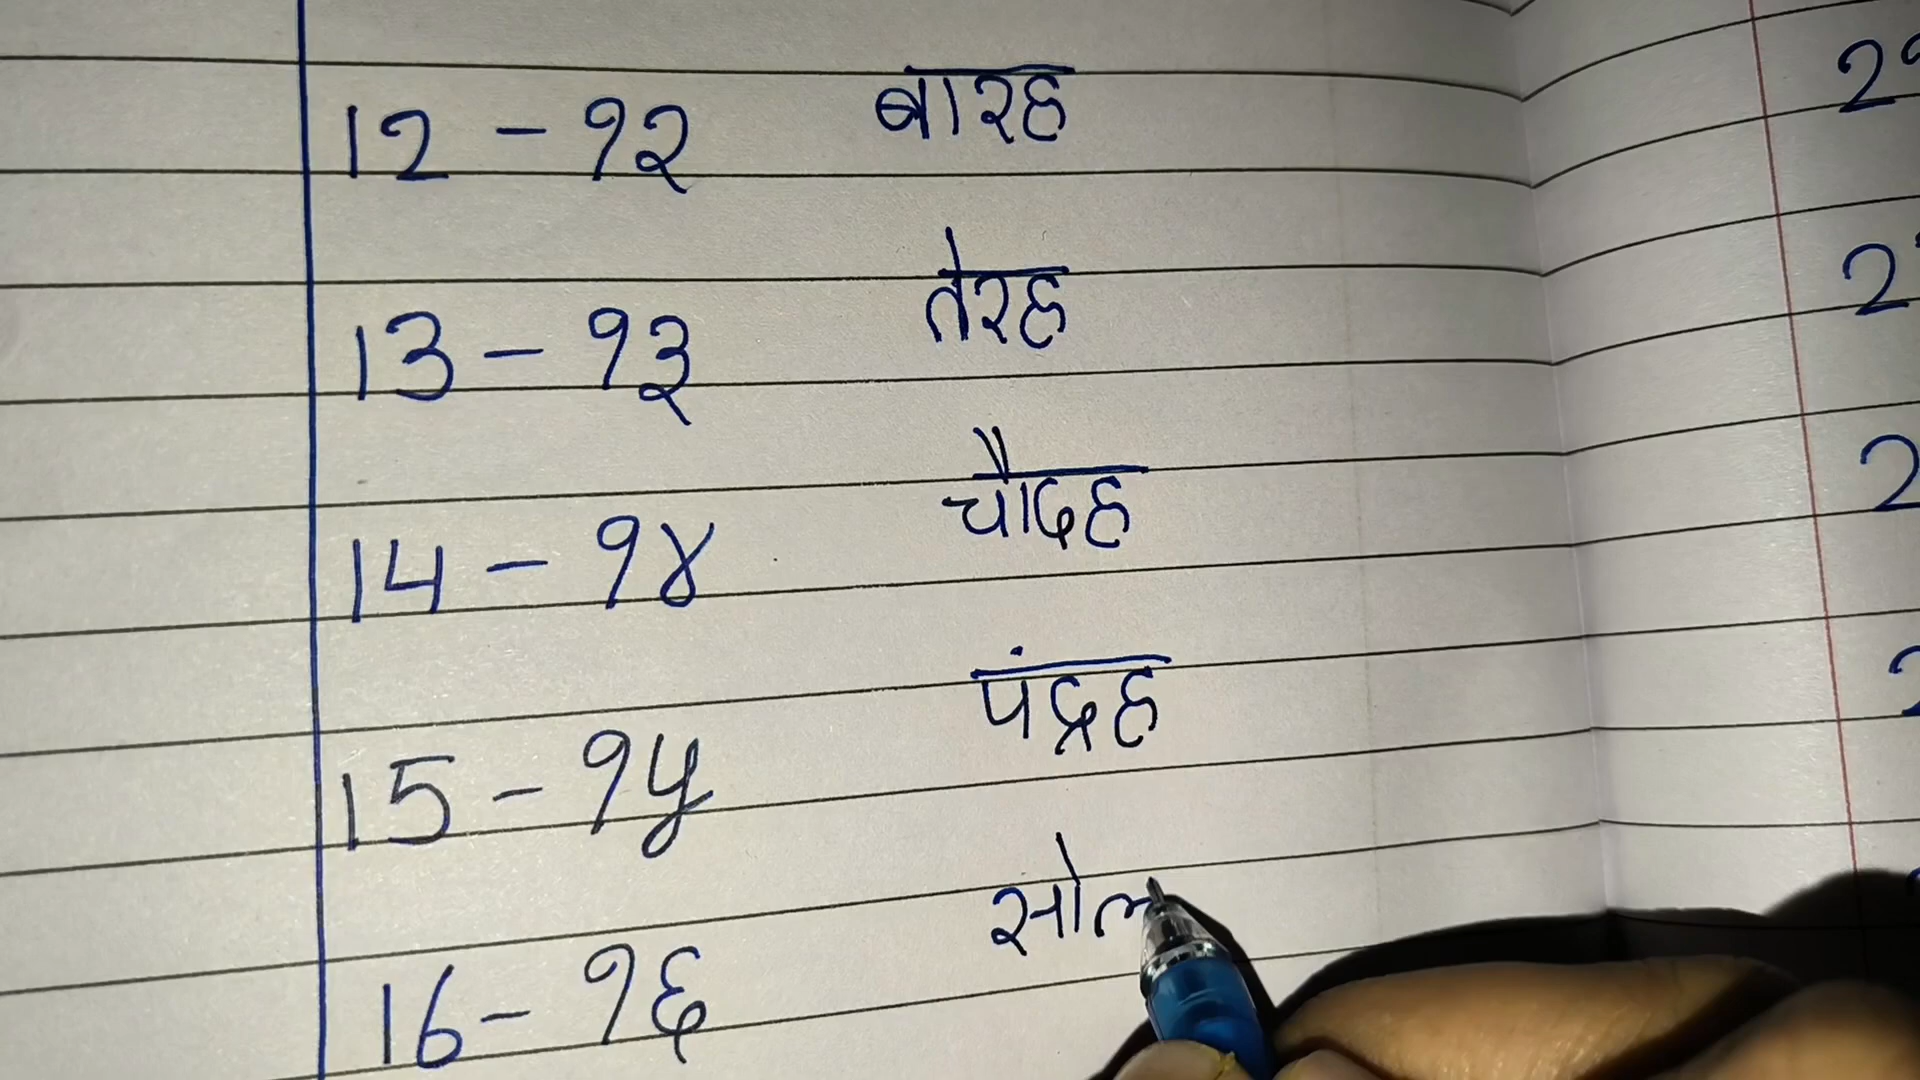 12 - १२ बारह
13 - १३ तेरह
14 - १४ चौदह
15 - १५ पंद्रह
16 - १६ सोल